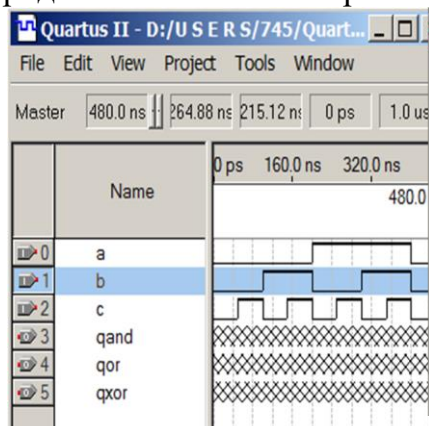 Quartus II - D:/U S E R S/745/Quart...
File Edit View Project Tools Window
Master 480.0 ns 264.88 ns 215.12 ns 0 ps 1.0 us
Name
0 ps 160.0 ns 320.0 ns
480.0
0 a
1 b
2 c
3 qand
4 qor
5 qxor